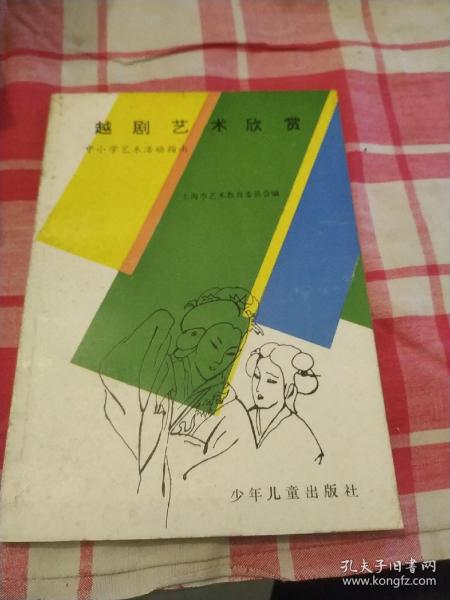 越剧艺术欣赏
中小学艺术活动指南
上海市艺术教育委员会编
少年儿童出版社
孔夫子旧书网
www.kongfz.com